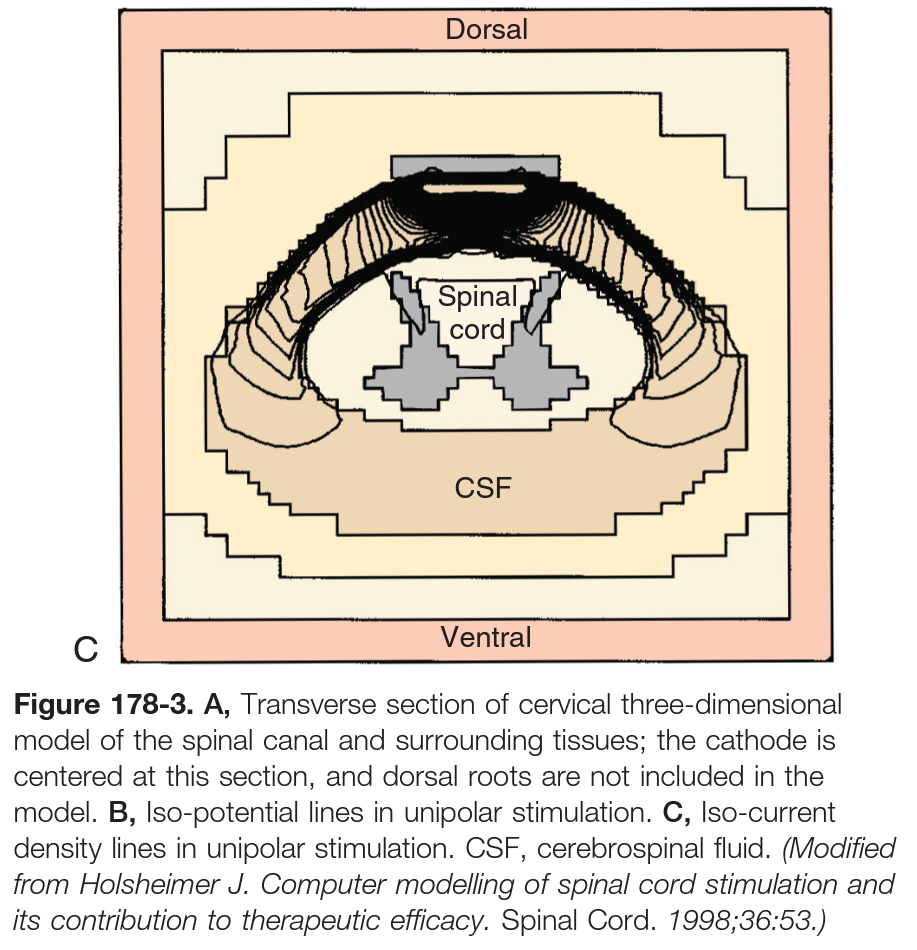 Dorsal
Spinal
cord
CSF
Ventral
C
Figure 178-3. A, Transverse section of cervical three-dimensional
model of the spinal canal and surrounding tissues; the cathode is
centered at this section, and dorsal roots are not included in the
model. B, Iso-potential lines in unipolar stimulation. C, Iso-current
density lines in unipolar stimulation. CSF, cerebrospinal fluid. (Modified
from Holsheimer J. Computer modelling of spinal cord stimulation and
its contribution to therapeutic efficacy. Spinal Cord. 1998;36:53.)